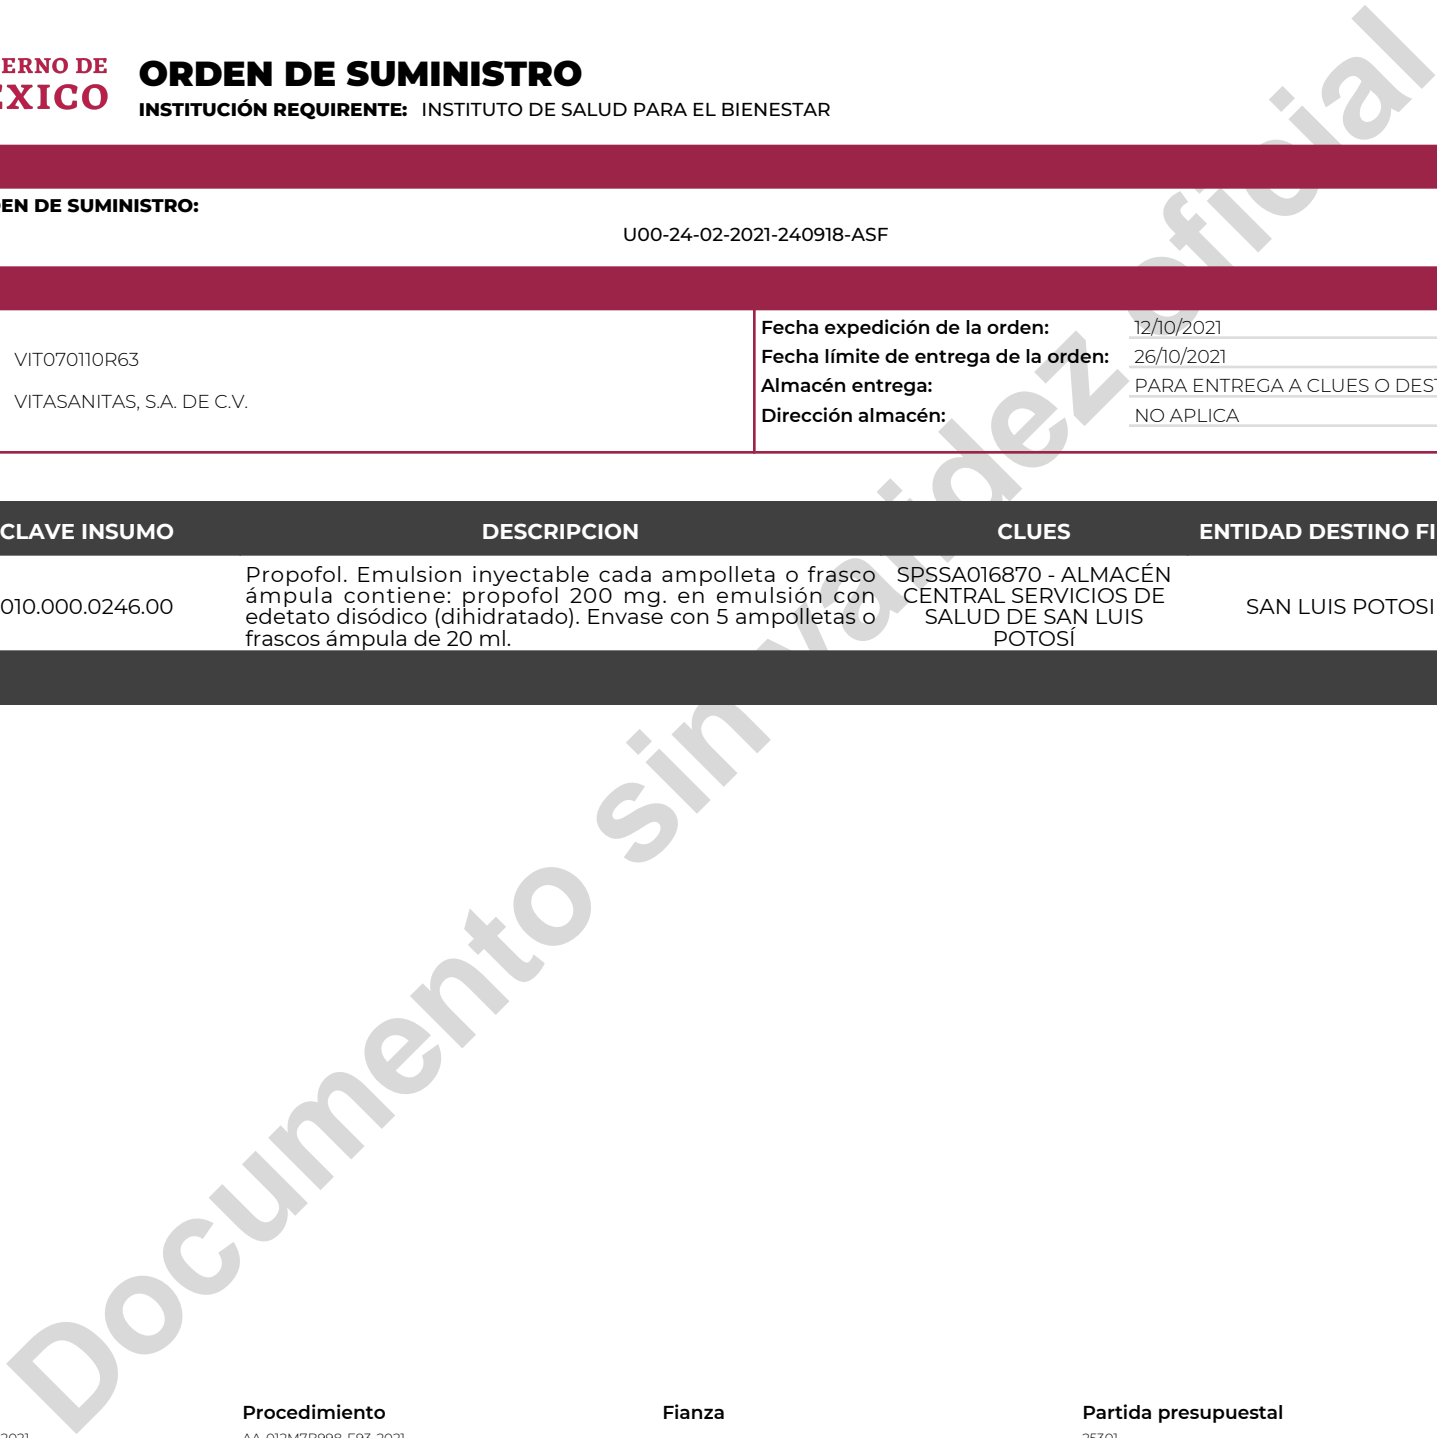 ERNO DE
ÉXICO
ORDEN DE SUMINISTRO
INSTITUCIÓN REQUIRENTE: INSTITUTO DE SALUD PARA EL BIENESTAR
EN DE SUMINISTRO:
U00-24-02-2021-240918-ASF
VIT070110R63
VITASANITAS, S.A. DE C.V.
Fecha expedición de la orden: 12/10/2021
Fecha límite de entrega de la orden: 26/10/2021
Almacén entrega: PARA ENTREGA A CLUES O DEST
Dirección almacén: NO APLICA
CLAVE INSUMO DESCRIPCION CLUES ENTIDAD DESTINO FI
010.000.0246.00
Propofol. Emulsion inyectable cada ampolleta o frasco
ámpula contiene: propofol 200 mg. en emulsión con
edetato disódico (dihidratado). Envase con 5 ampolletas o
frascos ámpula de 20 ml.
SPSSA016870 - ALMACÉN
CENTRAL SERVICIOS DE
SALUD DE SAN LUIS
POTOSÍ
SAN LUIS POTOSI
Documento sin validez oficial
Procedimiento Fianza Partida presupuestal